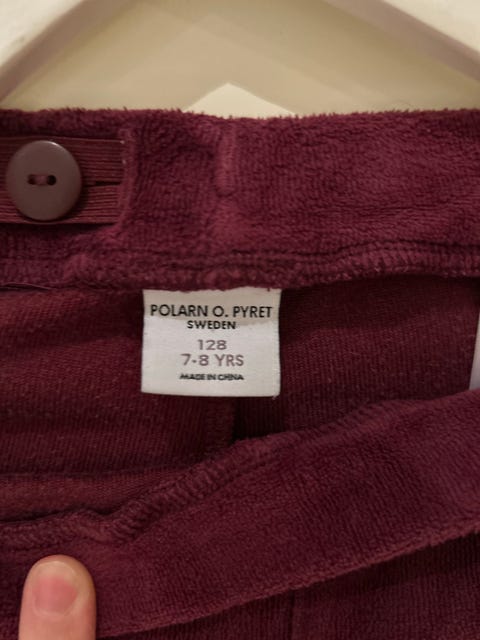 POLARN O. PYRET
SWEDEN
128
7-8 YRS
MADE IN CHINA